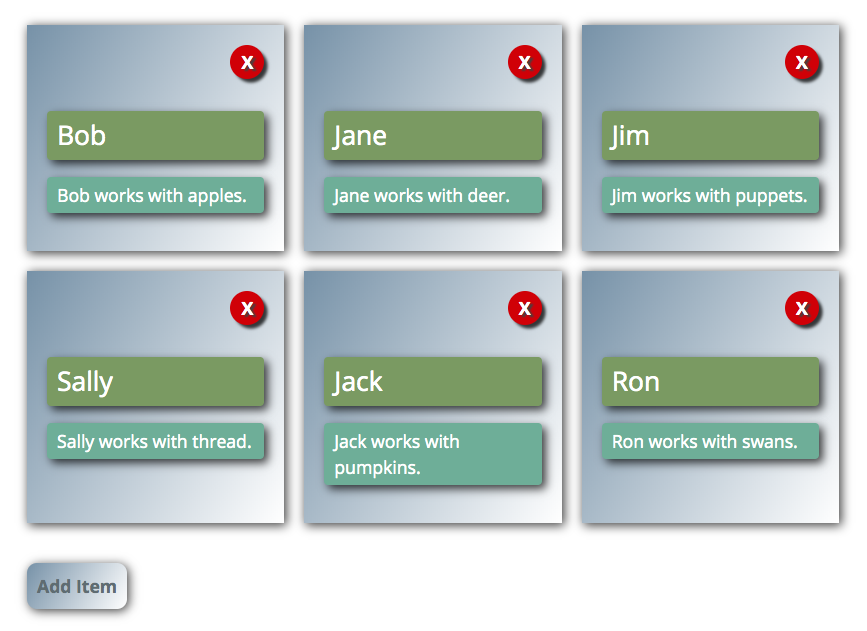 X
X
X
Bob
Jane
Jim
Bob works with apples.
Jane works with deer.
Jim works with puppets.
X
X
X
Sally
Jack
Ron
Sally works with thread.
Jack works with
pumpkins.
Ron works with swans.
Add Item